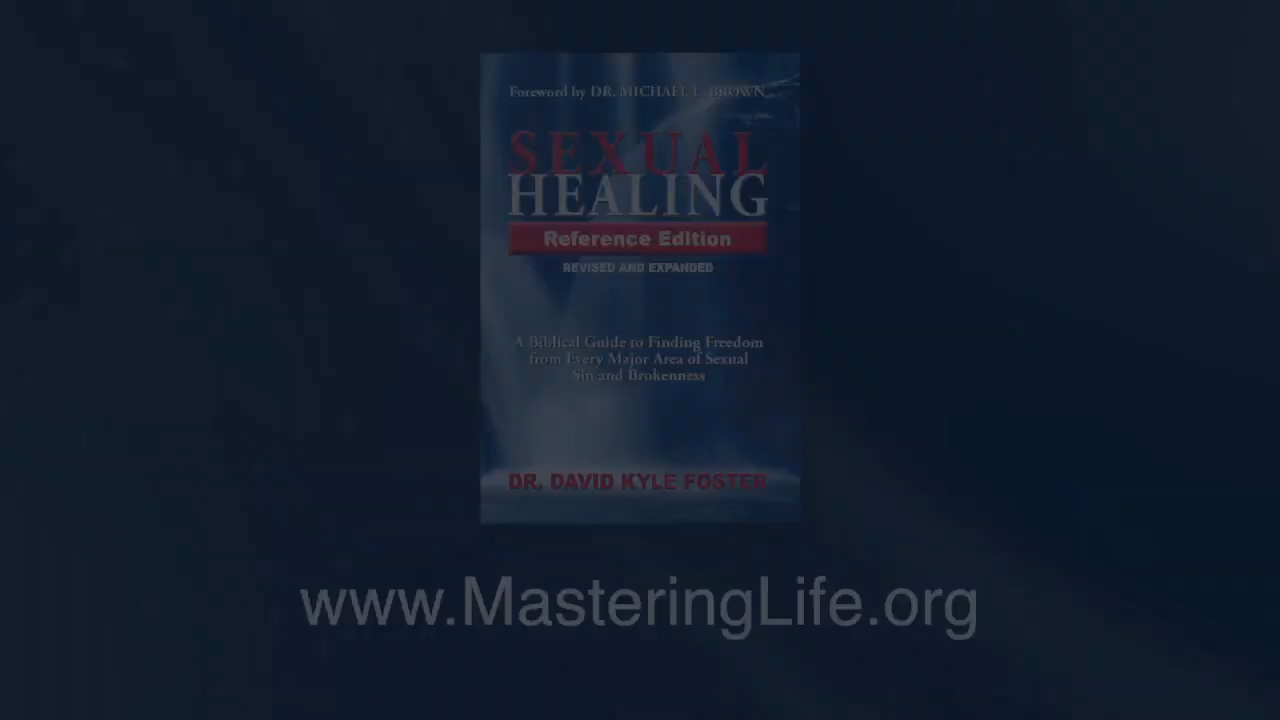 Foreword by DR. MICHAEL L. BROWN
SEXUAL
HEALING
Reference Edition
REVISED AND EXPANDED
A Biblical Guide to Finding Freedom
from Every Major Area of Sexual
Sin and Brokenness
DR. DAVID KYLE FOSTER
www.MasteringLife.org